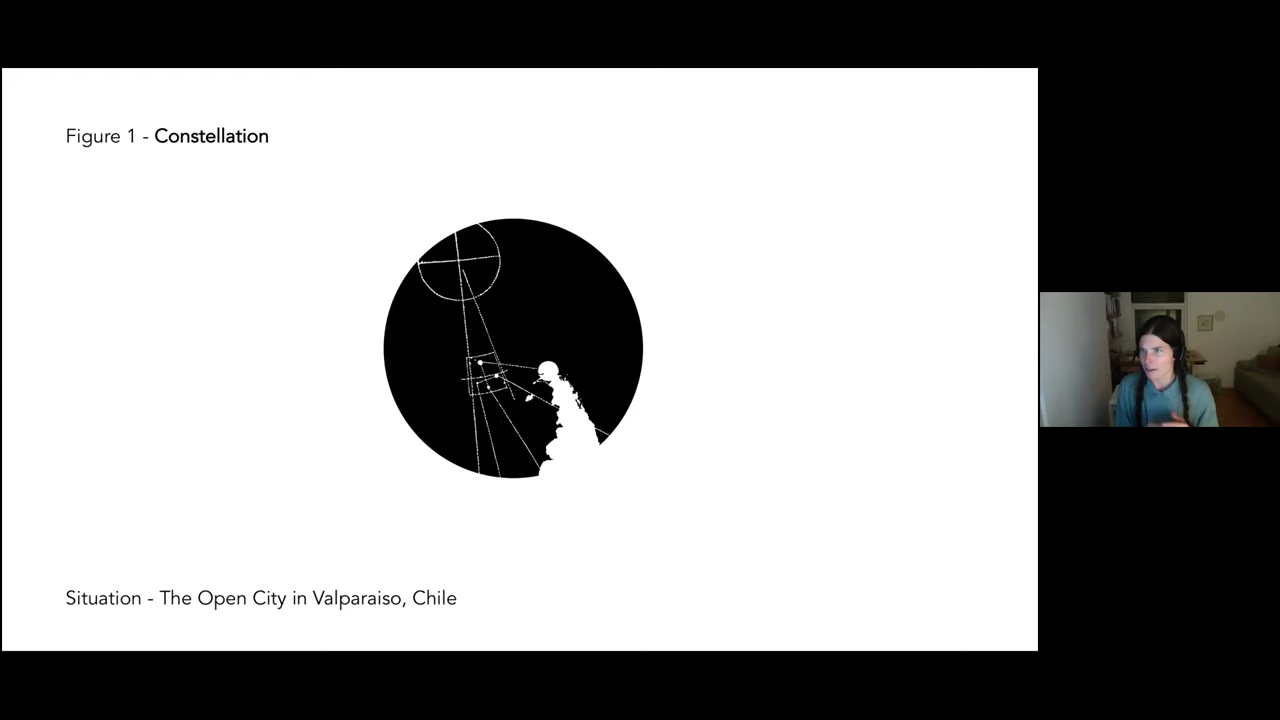 Figure 1 - Constellation
Situation - The Open City in Valparaiso, Chile